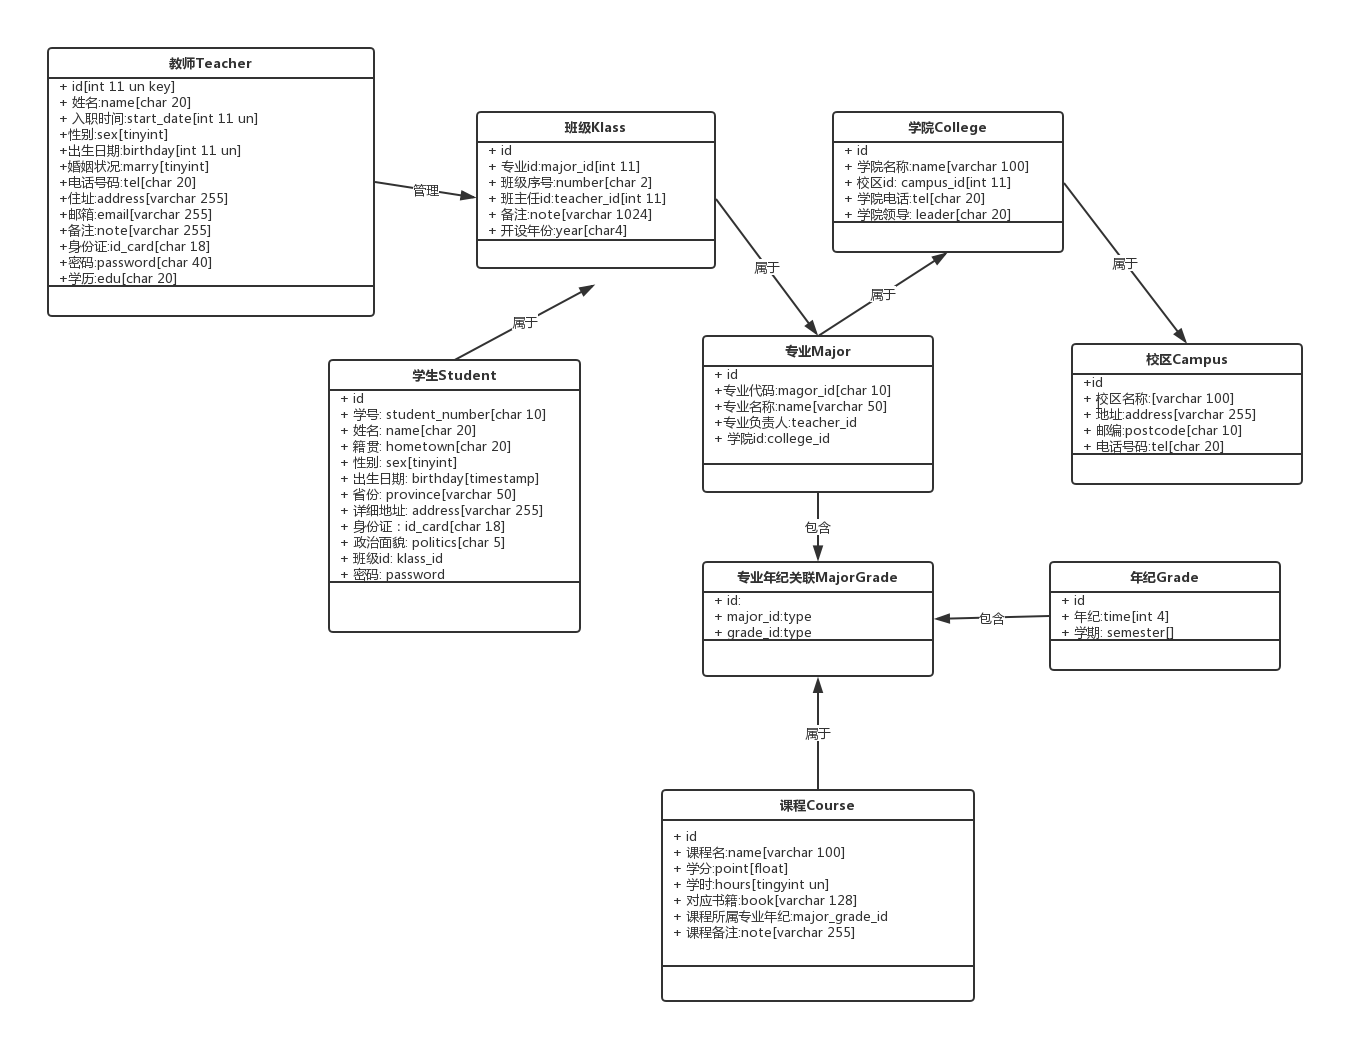 教师Teacher
+ id[int 11 un key]
+ 姓名:name[char 20]
+ 入职时间:start_date[int 11 un]
+性别:sex[tinyint]
+出生日期:birthday[int 11 un]
+婚姻状况:marry[tinyint]
+电话号码:tel[char 20]
+住址:address[varchar 255]
+邮箱:email[varchar 255]
+备注:note[varchar 255]
+身份证:id_card[char 18]
+密码:password[char 40]
+学历:edu[char 20]
管理
班级Klass
+ id
+ 专业id:major_id[int 11]
+ 班级序号:number[char 2]
+ 班主任id:teacher_id[int 11]
+ 备注:note[varchar 1024]
+ 开设年份:year[char4]
学院College
+ id
+ 学院名称:name[varchar 100]
+ 校区id: campus_id[int 11]
+ 学院电话:tel[char 20]
+ 学院领导: leader[char 20]
属于
属于
属于
属于
学生Student
+ id
+ 学号: student_number[char 10]
+ 姓名: name[char 20]
+ 籍贯: hometown[char 20]
+ 性别: sex[tinyint]
+ 出生日期: birthday[timestamp]
+ 省份: province[varchar 50]
+ 详细地址: address[varchar 255]
+ 身份证：id_card[char 18]
+ 政治面貌: politics[char 5]
+ 班级id: klass_id
+ 密码: password
专业Major
+ id
+专业代码:magor_id[char 10]
+专业名称:name[varchar 50]
+专业负责人:teacher_id
+ 学院id:college_id
校区Campus
+id
+ 校区名称:[varchar 100]
+ 地址:address[varchar 255]
+ 邮编:postcode[char 10]
+ 电话号码:tel[char 20]
包含
专业年纪关联MajorGrade
+ id:
+ major_id:type
+ grade_id:type
包含
年纪Grade
+ id
+ 年纪:time[int 4]
+ 学期: semester[]
属于
课程Course
+ id
+ 课程名:name[varchar 100]
+ 学分:point[float]
+ 学时:hours[tingyint un]
+ 对应书籍:book[varchar 128]
+ 课程所属专业年纪:major_grade_id
+ 课程备注:note[varchar 255]